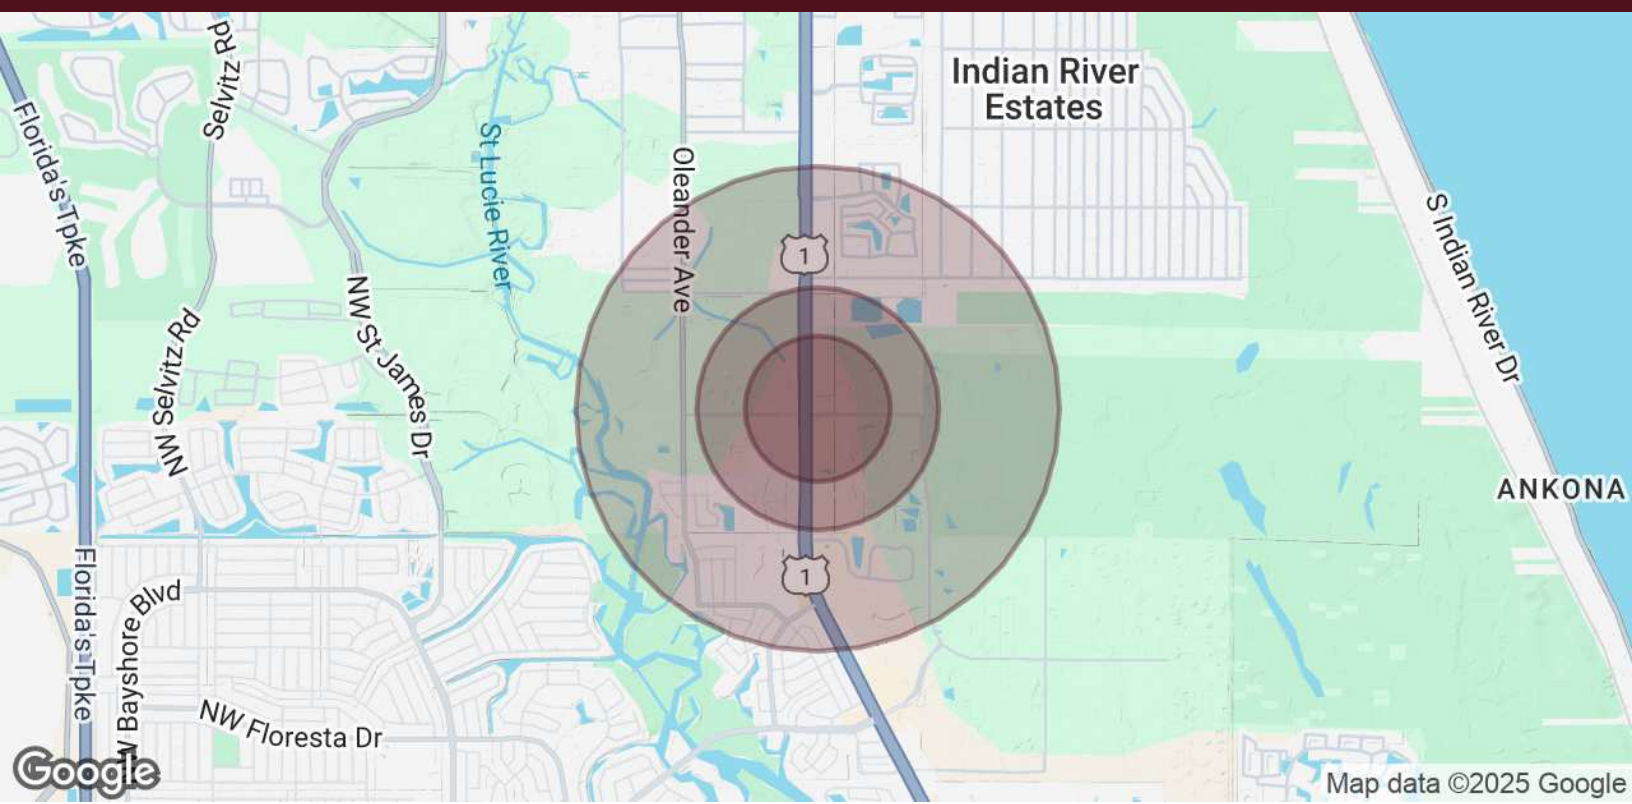 Selvitz Rd
Indian River
Estates
Florida's Tpke
St Lucie River
Oleander Ave
S Indian River Dr
1
NW St James Dr
NW Selvitz Rd
ANKONA
Florida's Tpke
1
NW Bayshore Blvd
NW Floresta Dr
Google
Map data ©2025 Google